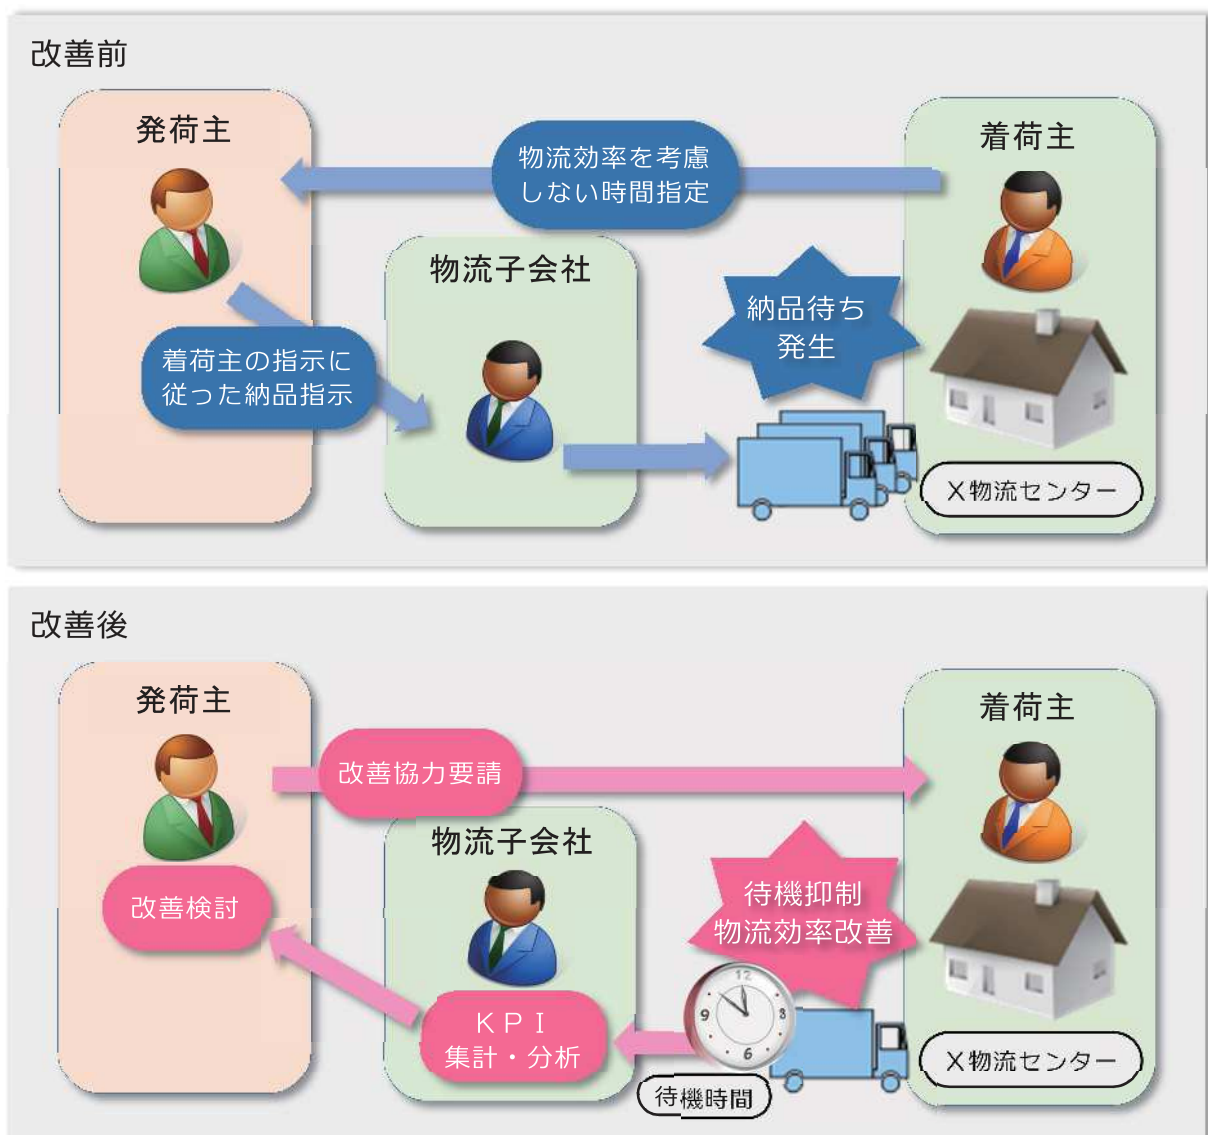 改善前
発荷主
物流効率を考慮
しない時間指定
着荷主
物流子会社
納品待ち
発生
着荷主の指示に
従った納品指示
X物流センター
改善後
発荷主
着荷主
改善協力要請
物流子会社
待機抑制
物流効率改善
改善検討
12
9
3
6
KPI
集計・分析
待機時間
X物流センター